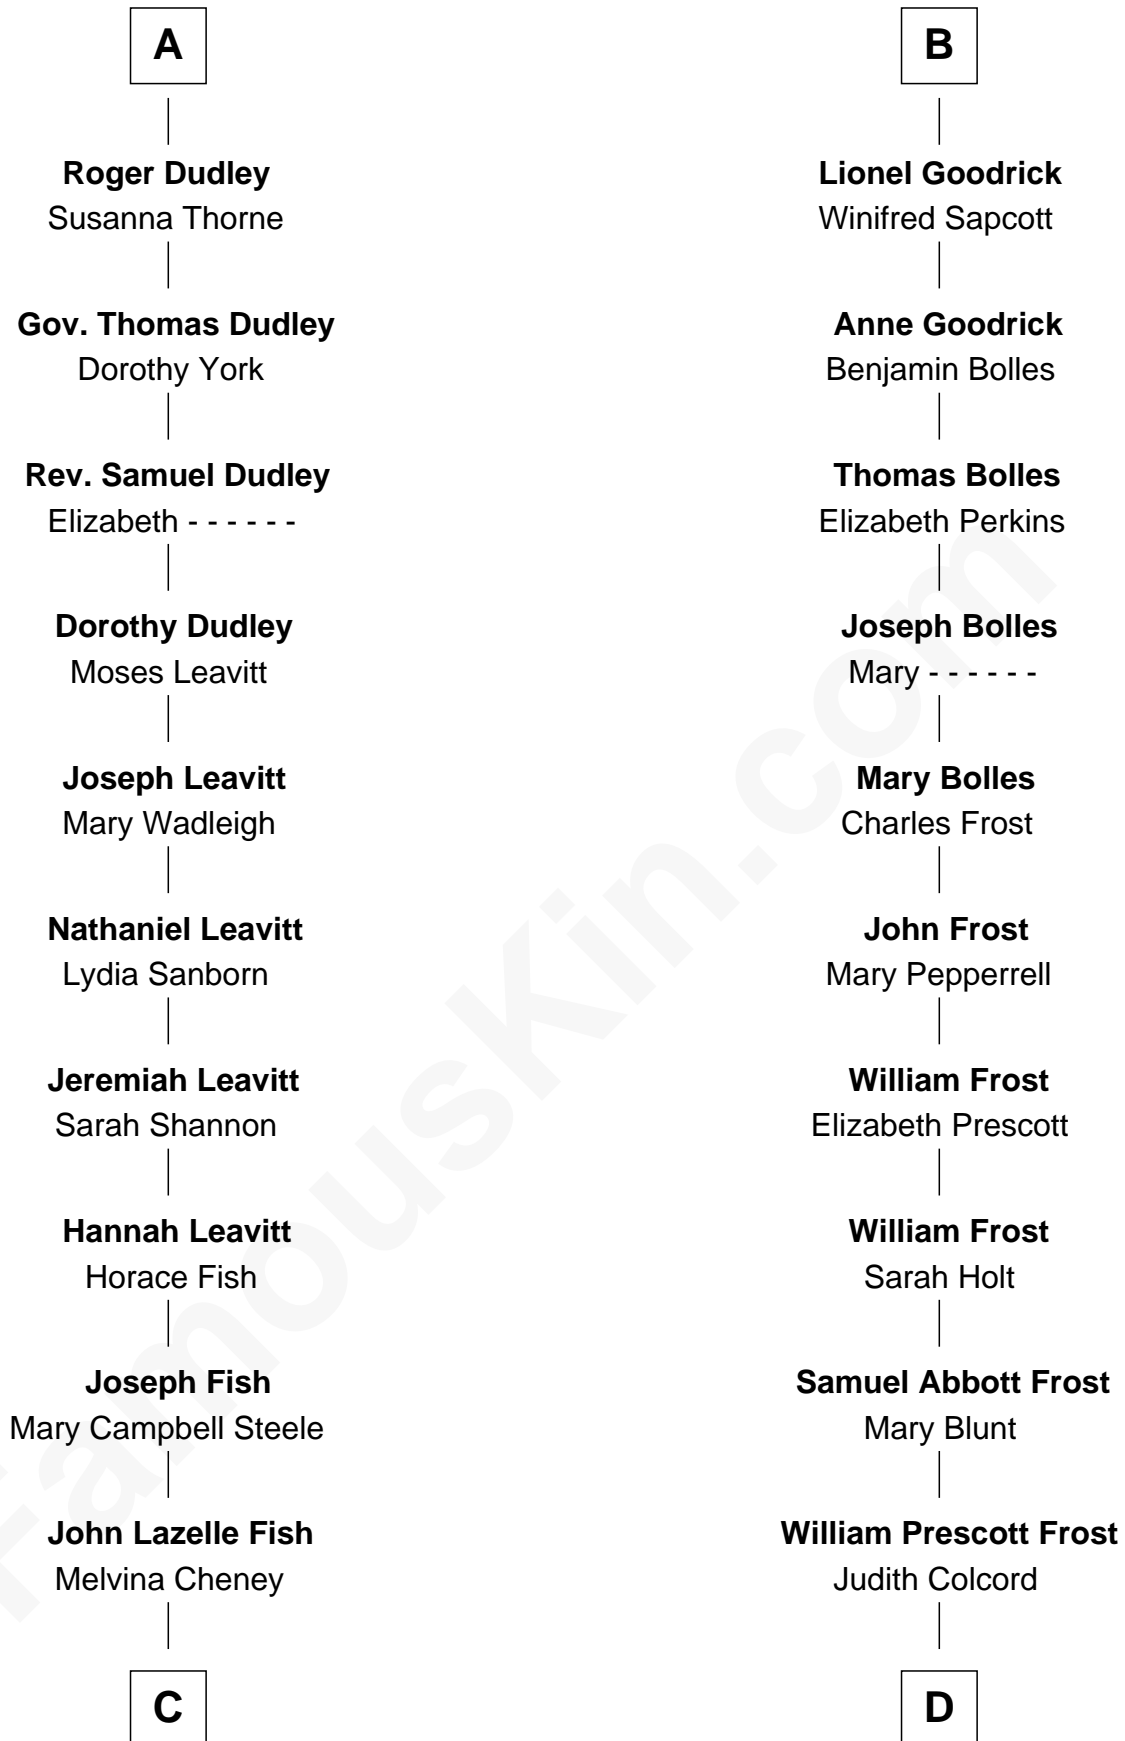 A
Roger Dudley
Susanna Thorne
Gov. Thomas Dudley
Dorothy York
Rev. Samuel Dudley
Elizabeth - - - - - -
Dorothy Dudley
Moses Leavitt
Joseph Leavitt
Mary Wadleigh
Nathaniel Leavitt
Lydia Sanborn
Jeremiah Leavitt
Sarah Shannon
Hannah Leavitt
Horace Fish
Joseph Fish
Mary Campbell Steele
John Lazelle Fish
Melvina Cheney
C
B
Lionel Goodrick
Winifred Sapcott
Anne Goodrick
Benjamin Bolles
Thomas Bolles
Elizabeth Perkins
Joseph Bolles
Mary - - - - - -
Mary Bolles
Charles Frost
John Frost
Mary Pepperrell
William Frost
Elizabeth Prescott
William Frost
Sarah Holt
Samuel Abbott Frost
Mary Blunt
William Prescott Frost
Judith Colcord
D
FamousKin.com